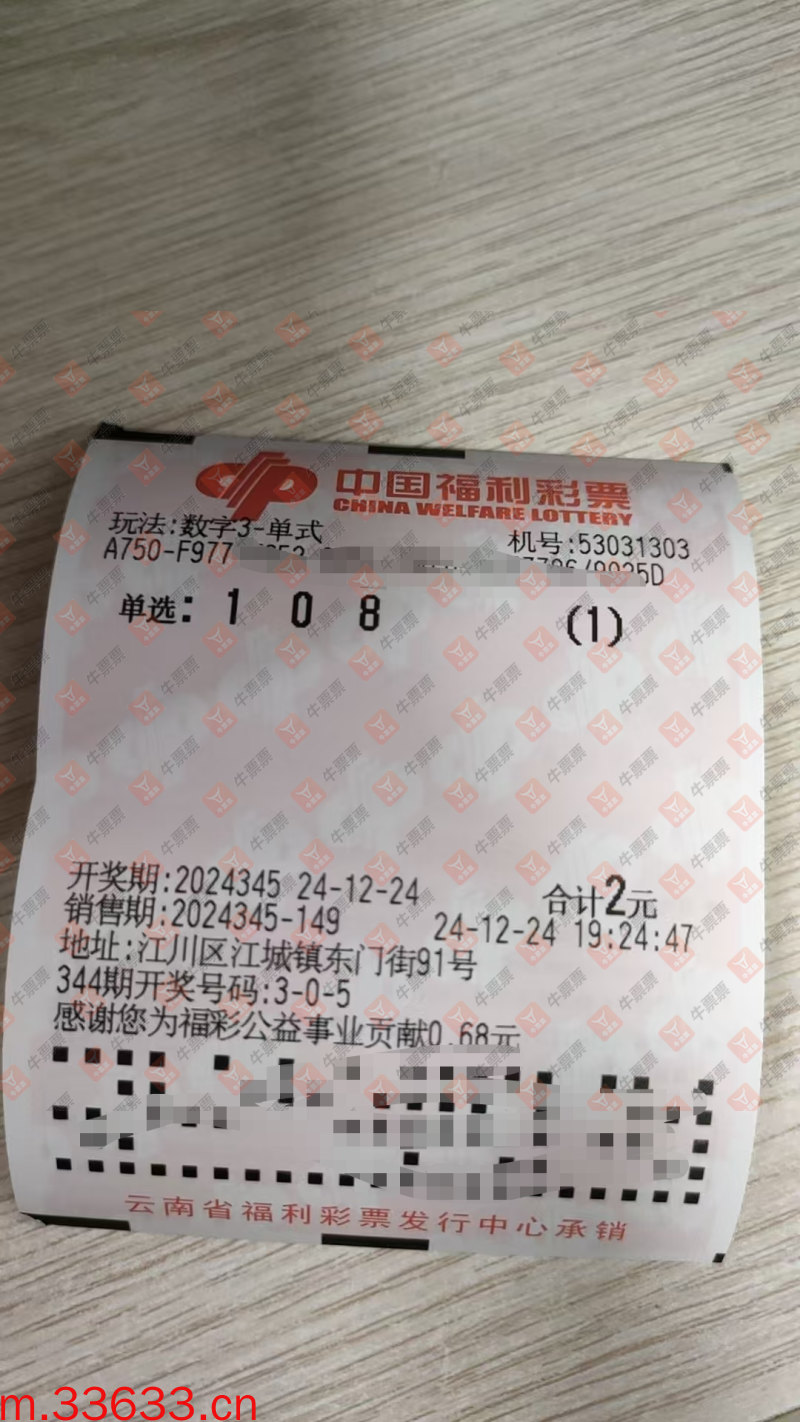 中国福利彩票
CHINA WELFARE LOTTERY
玩法:数字3-单式
机号:53031303
A750-F977
/9025D
单选: 1 0 8 (1)
开奖期:2024345 24-12-24 合计2元
销售期:2024345-149 24-12-24 19:24:47
地址:江川区江城镇东门街91号
344期开奖号码:3-0-5
感谢您为福彩公益事业贡献0.68元
云南省福利彩票发行中心承销
牛票票
m.33633.cn